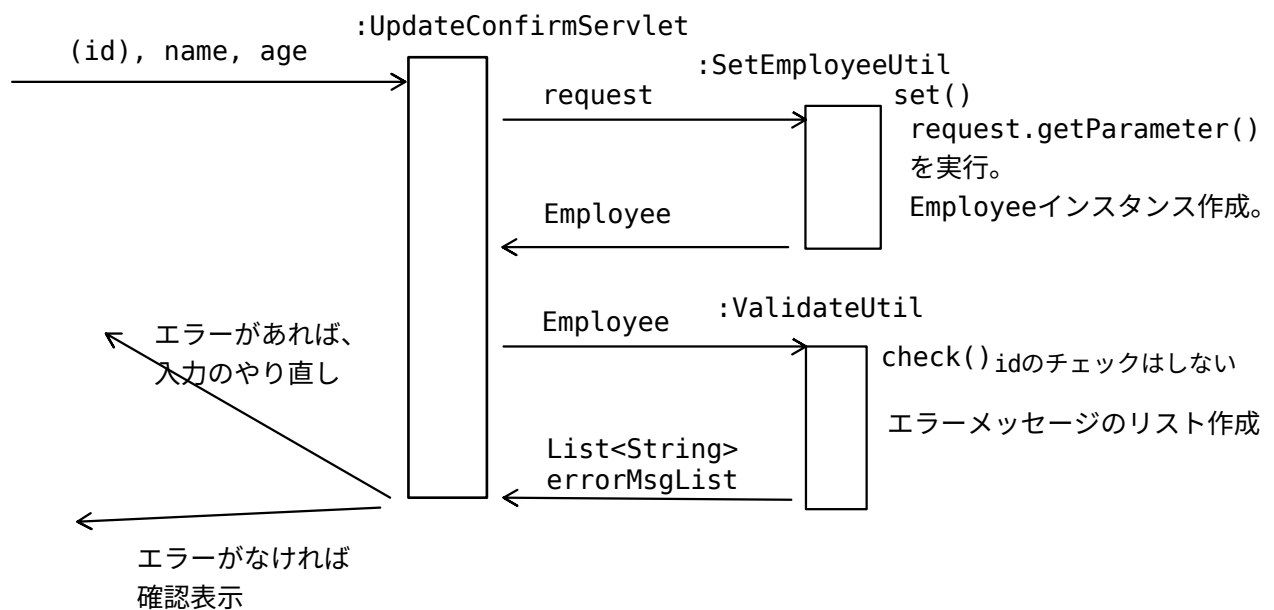 :UpdateConfirmServlet
(id), name, age
:SetEmployeeUtil
request
set()
request.getParameter()
を実行。
Employeeインスタンス作成。
Employee
:ValidateUtil
Employee
エラーがあれば、
入力のやり直し
check()idのチェックはしない
エラーメッセージのリスト作成
List<String>
errorMsgList
エラーがなければ
確認表示